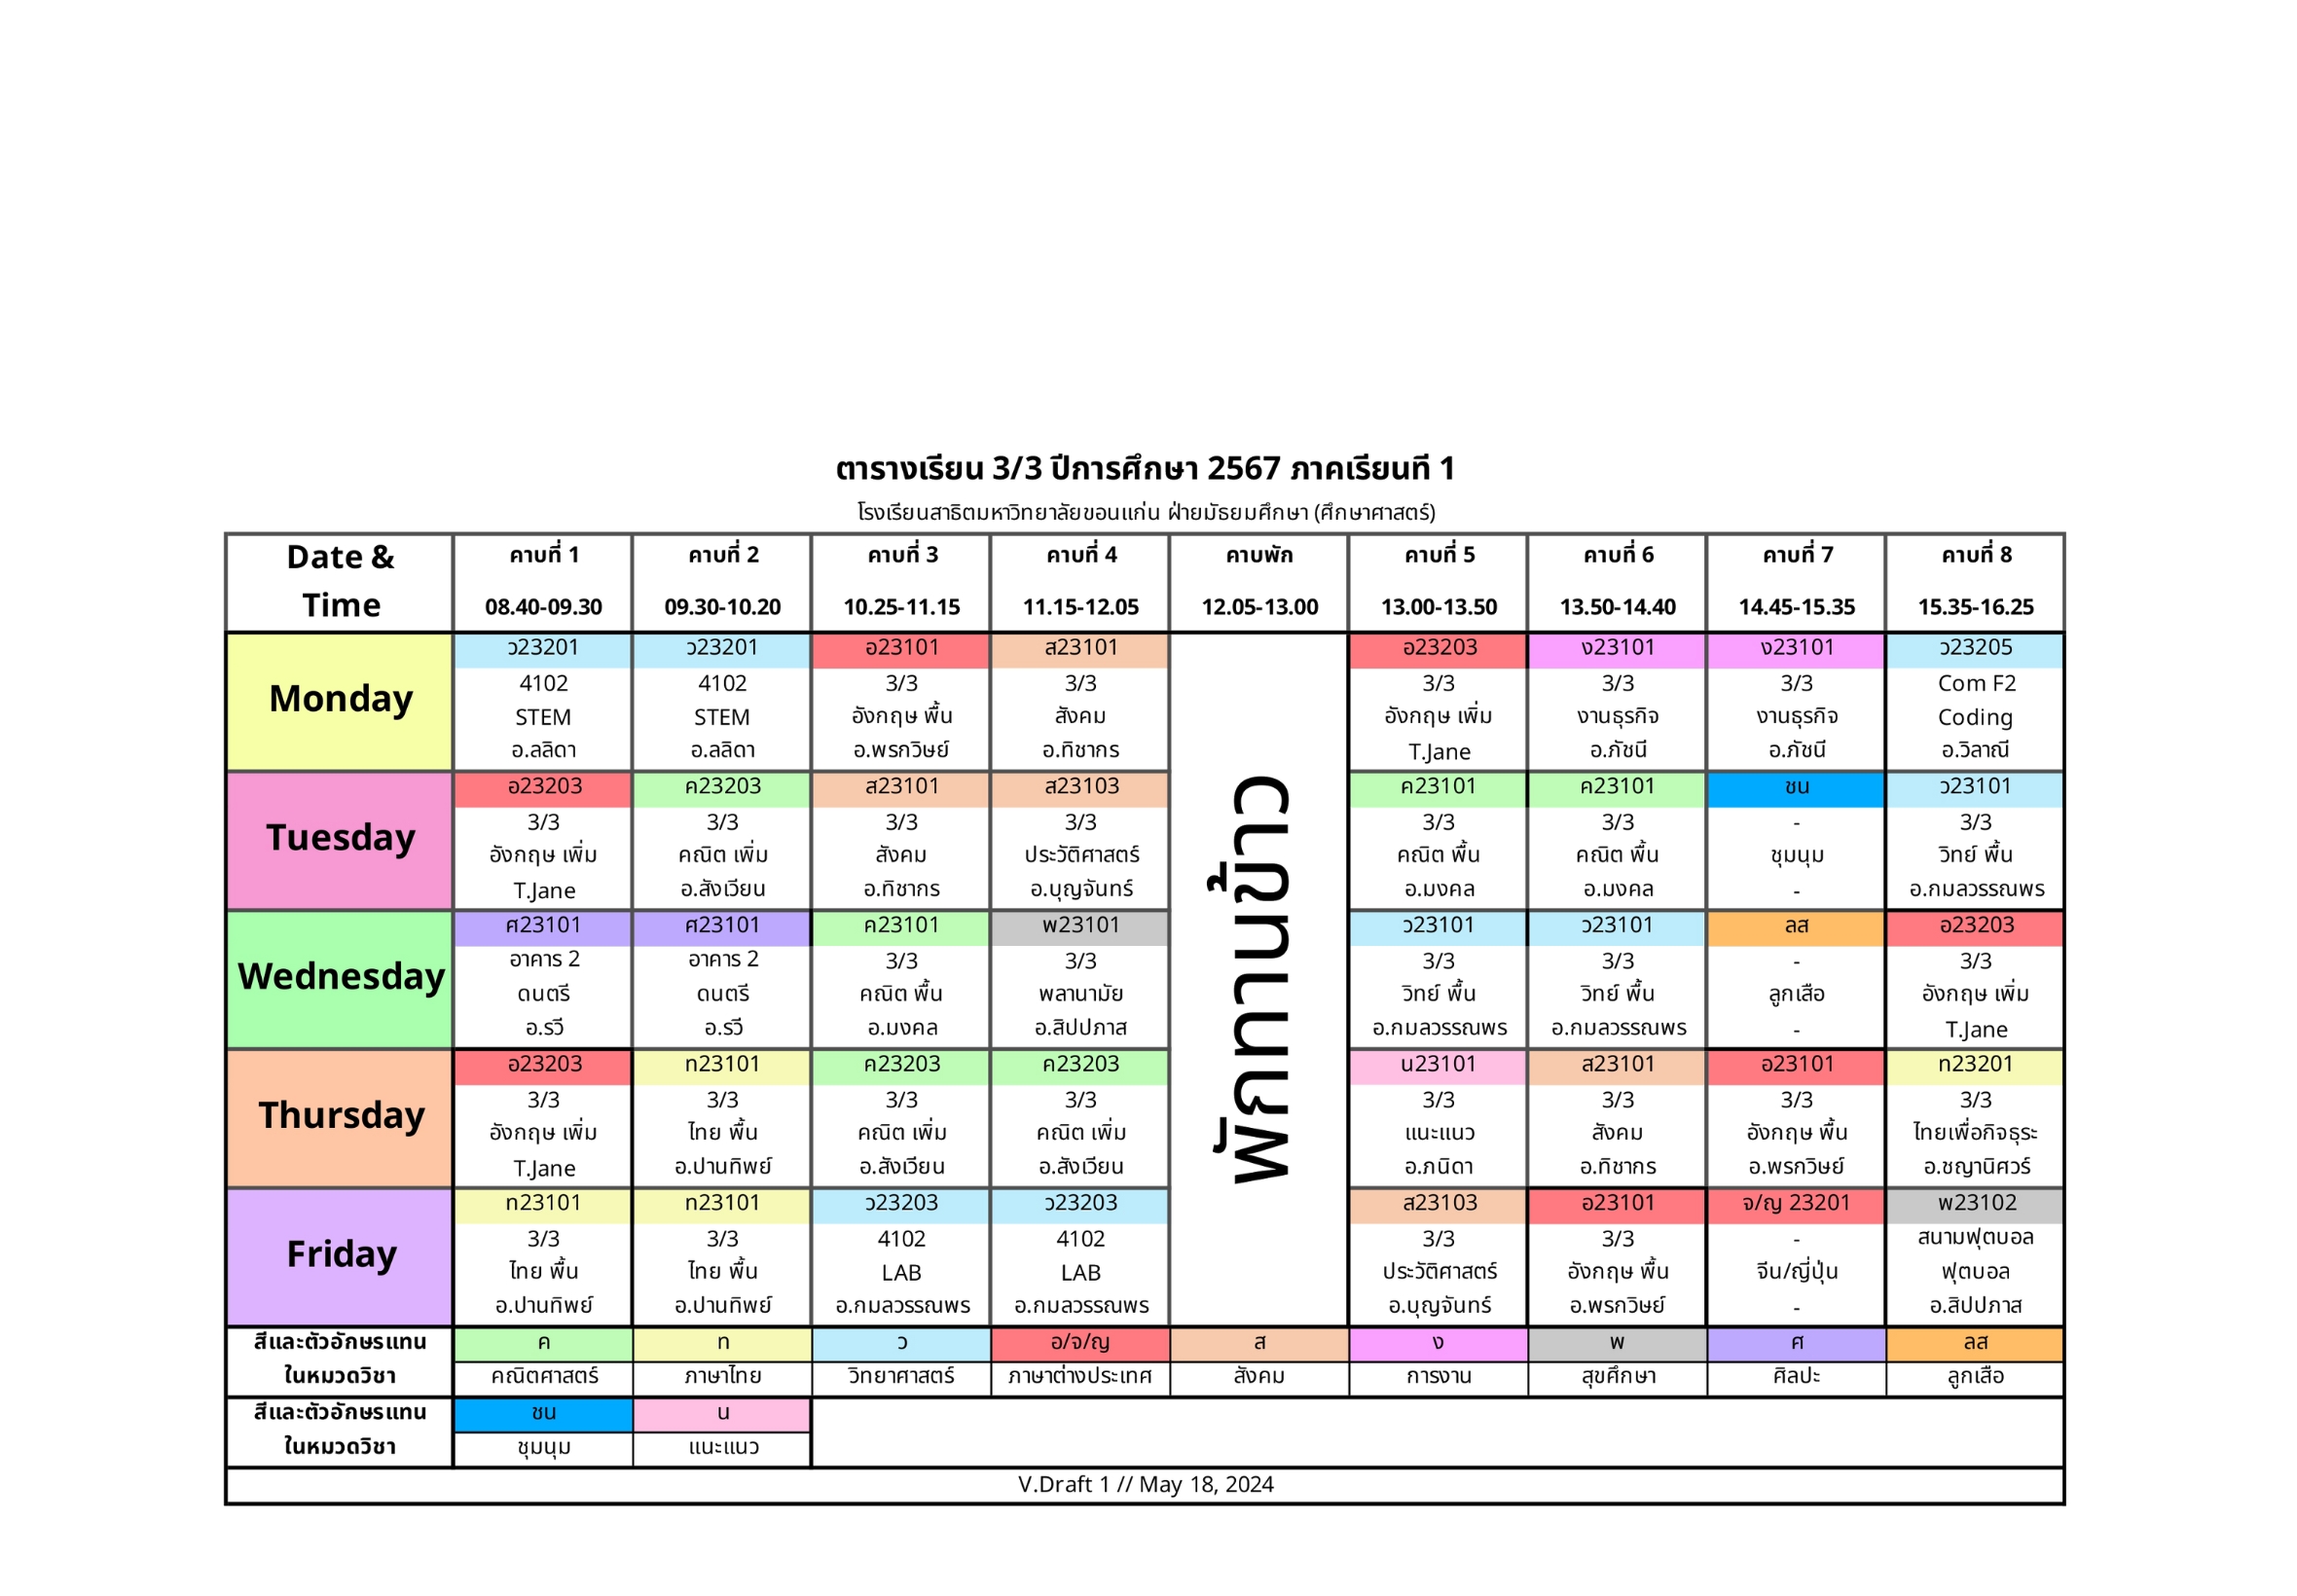 ตารางเรียน 3/3 ปีการศึกษา 2567 ภาคเรียนที่ 1
โรงเรียนสาธิตมหาวิทยาลัยขอนแก่น ฝ่ายมัธยมศึกษา (ศึกษาศาสตร์)
Date & คาบที่ 1 คาบที่ 2 คาบที่ 3 คาบที่ 4 คาบพัก คาบที่ 5 คาบที่ 6 คาบที่ 7 คาบที่ 8
Time 08.40-09.30 09.30-10.20 10.25-11.15 11.15-12.05 12.05-13.00 13.00-13.50 13.50-14.40 14.45-15.35 15.35-16.25
ว23201 ว23201 อ23101 ส23101 อ23203 ง23101 ง23101 ว23205
Monday
4102 4102 3/3 3/3 3/3 3/3 3/3 Com F2
STEM STEM อังกฤษ พื้น สังคม อังกฤษ เพิ่ม งานธุรกิจ งานธุรกิจ Coding
อ.ลลิดา อ.ลลิดา อ.พรกวิษย์ อ.ทิชากร T.Jane อ.ภัชนี อ.ภัชนี อ.วิลาณี
พักทานข้าว
อ23203 ค23203 ส23101 ส23103 ค23101 ค23101 ชน ว23101
Tuesday
3/3 3/3 3/3 3/3 3/3 3/3 - 3/3
อังกฤษ เพิ่ม คณิต เพิ่ม สังคม ประวัติศาสตร์ คณิต พื้น คณิต พื้น ชุมนุม วิทย์ พื้น
T.Jane อ.สังเวียน อ.ทิชากร อ.บุญจันทร์ อ.มงคล อ.มงคล - อ.กมลวรรณพร
ศ23101 ศ23101 ค23101 พ23101 ว23101 ว23101 ลส อ23203
Wednesday
อาคาร 2 อาคาร 2 3/3 3/3 3/3 3/3 - 3/3
ดนตรี ดนตรี คณิต พื้น พลานามัย วิทย์ พื้น วิทย์ พื้น ลูกเสือ อังกฤษ เพิ่ม
อ.รวี อ.รวี อ.มงคล อ.สิปปภาส อ.กมลวรรณพร อ.กมลวรรณพร - T.Jane
อ23203 ท23101 ค23203 ค23203 น23101 ส23101 อ23101 ท23201
Thursday
3/3 3/3 3/3 3/3 3/3 3/3 3/3 3/3
อังกฤษ เพิ่ม ไทย พื้น คณิต เพิ่ม คณิต เพิ่ม แนะแนว สังคม อังกฤษ พื้น ไทยเพื่อกิจธุระ
T.Jane อ.ปานทิพย์ อ.สังเวียน อ.สังเวียน อ.ภนิดา อ.ทิชากร อ.พรกวิษย์ อ.ชญานิศวร์
ท23101 ท23101 ว23203 ว23203 ส23103 อ23101 จ/ญ 23201 พ23102
Friday
3/3 3/3 4102 4102 3/3 3/3 - สนามฟุตบอล
ไทย พื้น ไทย พื้น LAB LAB ประวัติศาสตร์ อังกฤษ พื้น จีน/ญี่ปุ่น ฟุตบอล
อ.ปานทิพย์ อ.ปานทิพย์ อ.กมลวรรณพร อ.กมลวรรณพร อ.บุญจันทร์ อ.พรกวิษย์ - อ.สิปปภาส
สีและตัวอักษรแทน ค ท ว อ/จ/ญ ส ง พ ศ ลส
ในหมวดวิชา คณิตศาสตร์ ภาษาไทย วิทยาศาสตร์ ภาษาต่างประเทศ สังคม การงาน สุขศึกษา ศิลปะ ลูกเสือ
สีและตัวอักษรแทน ชน น
ในหมวดวิชา ชุมนุม แนะแนว
V.Draft 1 // May 18, 2024